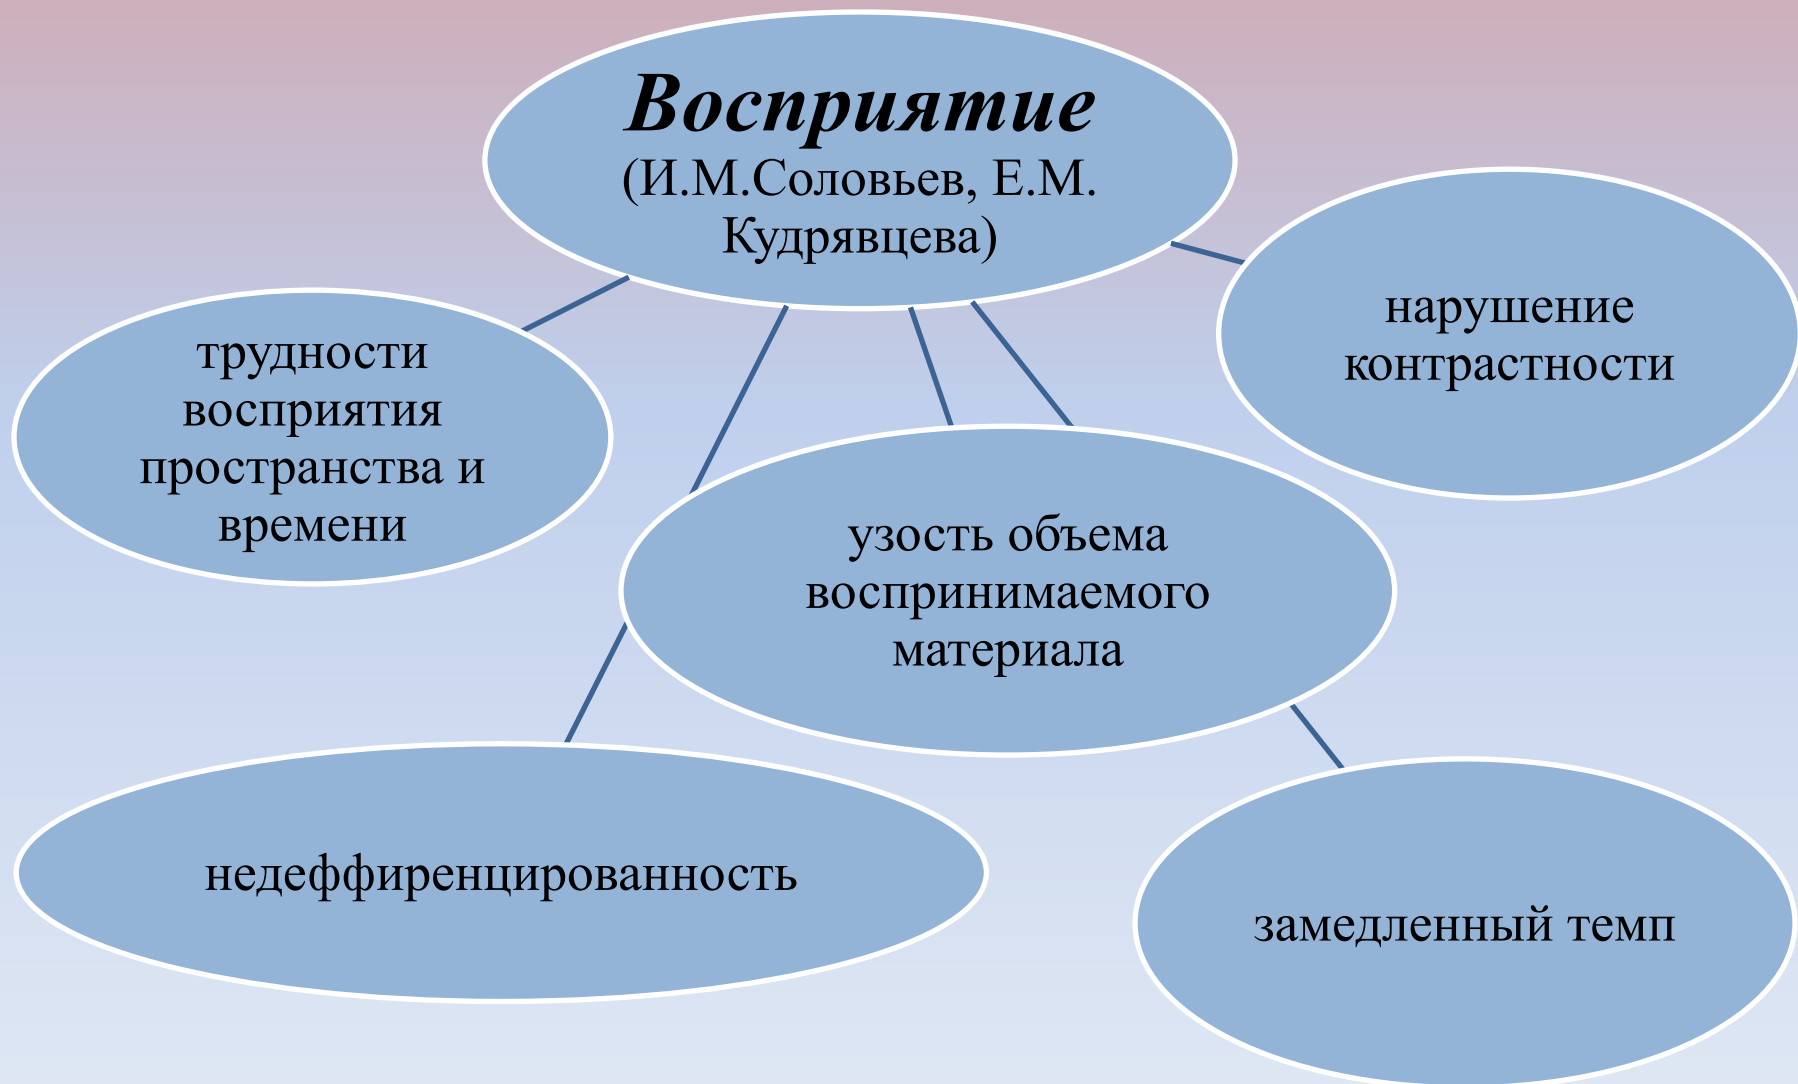 Восприятие
(И.М.Соловьев, Е.М.
Кудрявцева)
нарушение
контрастности
трудности
восприятия
пространства и
времени
узость объема
воспринимаемого
материала
недеффиренцированность
замедленный темп